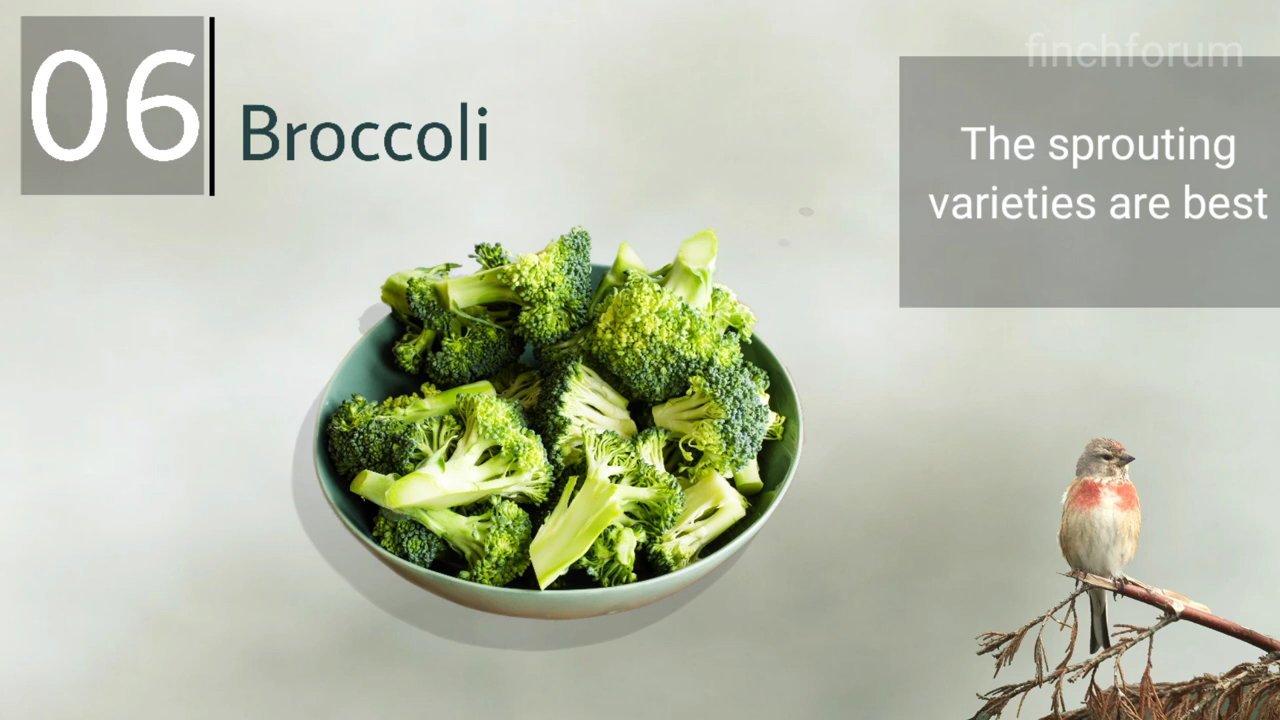 06
Broccoli
finchforum
The sprouting
varieties are best